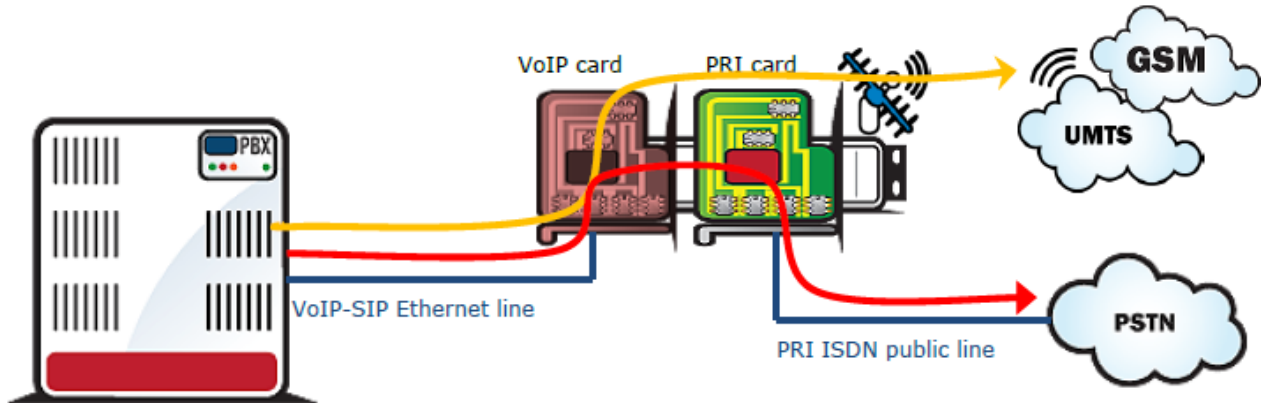 VoIP card
PRI card
GSM
UMTS
PBX
VoIP-SIP Ethernet line
PSTN
PRI ISDN public line